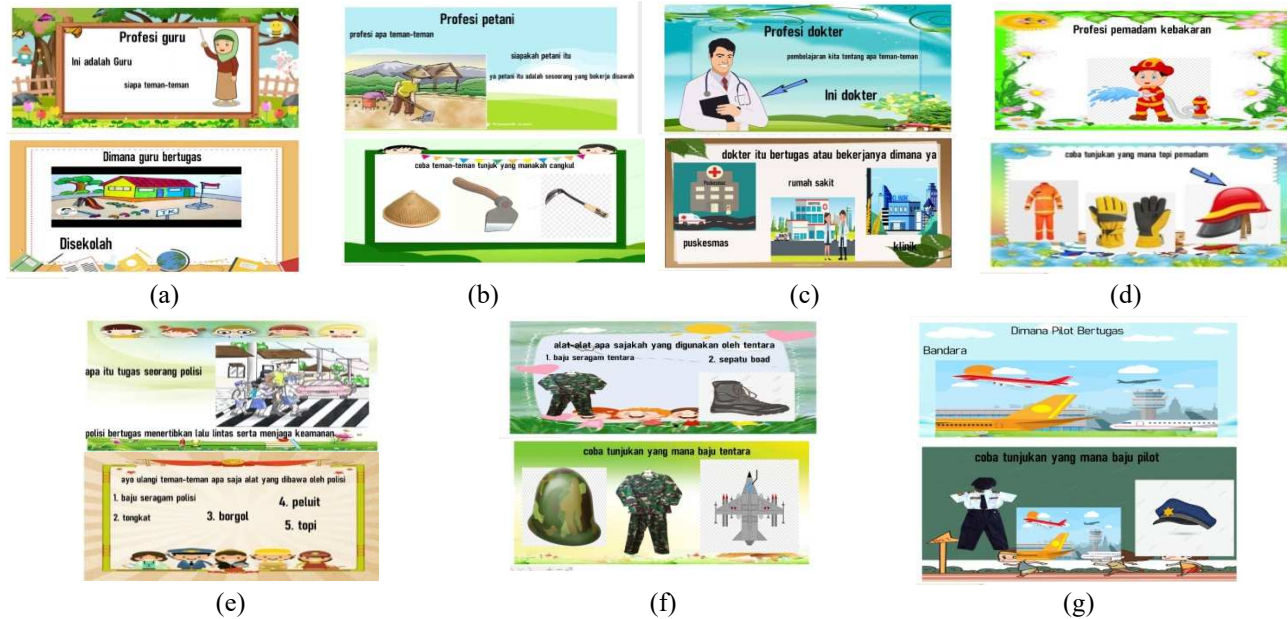 Profesi guru
Ini adalah Guru
siapa teman-teman
Dimana guru bertugas
Disekolah
(a)
Profesi petani
profesi apa teman-teman
siapakah petani itu
ya petani itu adalah seseorang yang bekerja disawah
coba teman-teman tunjuk yang manakah cangkul
(b)
Profesi dokter
pembelajaran kita tentang apa teman-teman
Ini dokter
dokter itu bertugas atau bekerjanya dimana ya
Puskesmas
rumah sakit
puskesmas
klinik
(c)
Profesi pemadam kebakaran
coba tunjukan yang mana topi pemadam
(d)
apa itu tugas seorang polisi
polisi bertugas menertibkan lalu lintas serta menjaga keamanan
ayo ulangi teman-teman apa saja alat yang dibawa oleh polisi
1. baju seragam polisi
2. tongkat
3. borgol
4. peluit
5. topi
(e)
alat-alat apa sajakah yang digunakan oleh tentara
1. baju seragam tentara
2. sepatu boad
coba tunjukan yang mana baju tentara
(f)
Dimana Pilot Bertugas
Bandara
coba tunjukan yang mana baju pilot
(g)